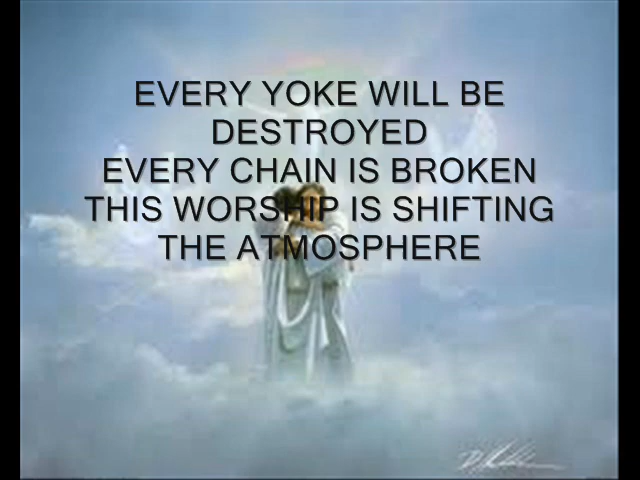 EVERY YOKE WILL BE
DESTROYED
EVERY CHAIN IS BROKEN
THIS WORSHIP IS SHIFTING
THE ATMOSPHERE